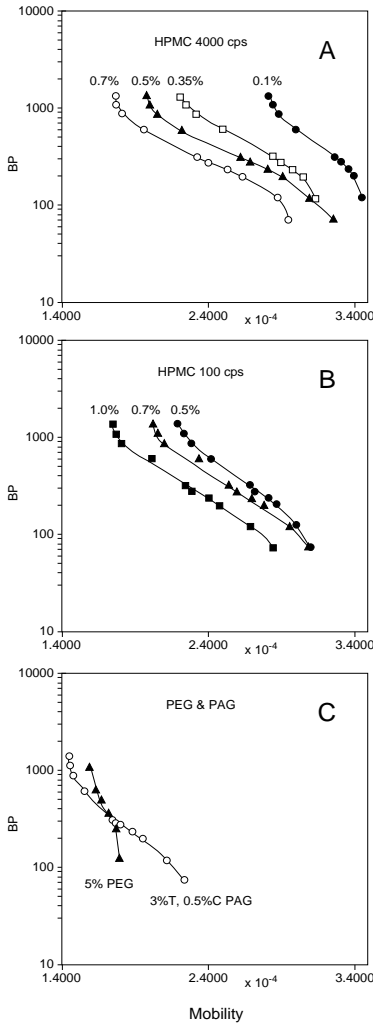 10000
HPMC 4000 cps
A
0.7% 0.5% 0.35% 0.1%
1000
BP
100
10
1.4000 2.4000 x 10-4 3.4000
10000
HPMC 100 cps
B
1.0% 0.7% 0.5%
1000
BP
100
10
1.4000 2.4000 x 10-4 3.4000
10000
PEG & PAG
C
1000
BP
100
5% PEG
3%T, 0.5%C PAG
10
1.4000 2.4000 x 10-4 3.4000
Mobility